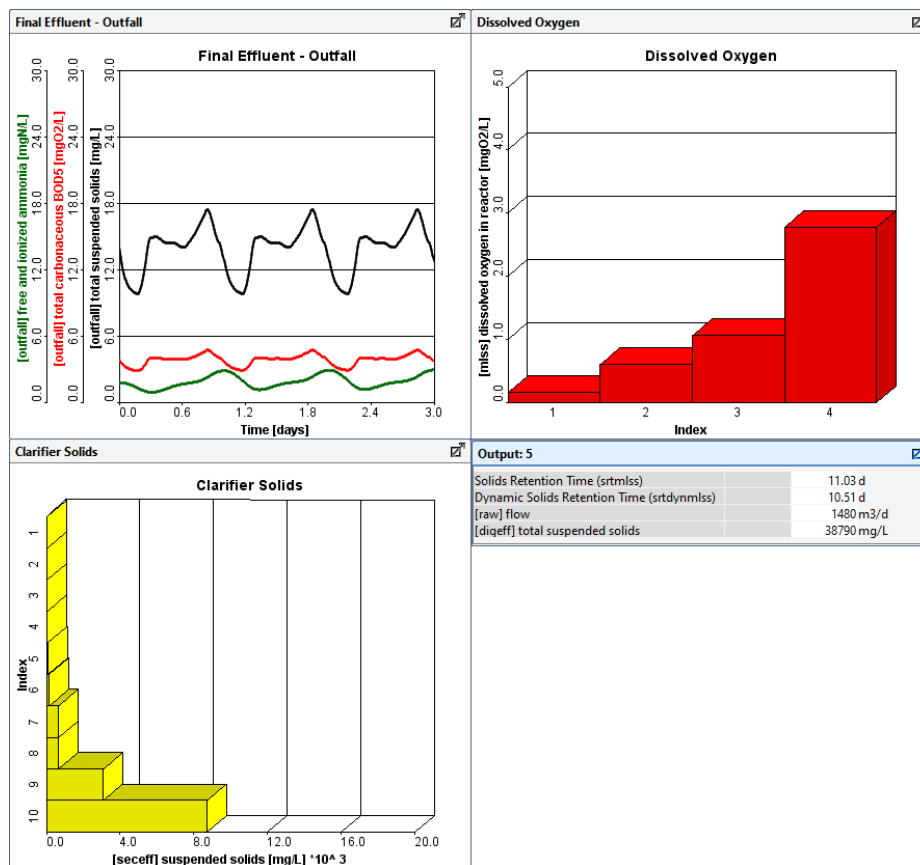 Final Effluent - Outfall
Final Effluent - Outfall
[outfall] free and ionized ammonia [mgN/L]
[outfall] total carbonaceous BOD5 [mgO2/L]
[outfall] total suspended solids [mg/L]
30.0 30.0 30.0
24.0 24.0 24.0
18.0 18.0 18.0
12.0 12.0 12.0
6.0 6.0 6.0
0.0 0.0 0.0
0.0 0.6 1.2 1.8 2.4 3.0
Time [days]
Dissolved Oxygen
Dissolved Oxygen
[mlss] dissolved oxygen in reactor [mgO2/L]
5.0
4.0
3.0
2.0
1.0
0.0
1 2 3 4
Index
Clarifier Solids
Clarifier Solids
Index
1
2
3
4
5
6
7
8
9
10
0.0 4.0 8.0 12.0 16.0 20.0
[seceff] suspended solids [mg/L] *10^ 3
Output: 5
Solids Retention Time (srtmlss) 11.03 d
Dynamic Solids Retention Time (srtdynmlss) 10.51 d
[raw] flow 1480 m3/d
[digeff] total suspended solids 38790 mg/L